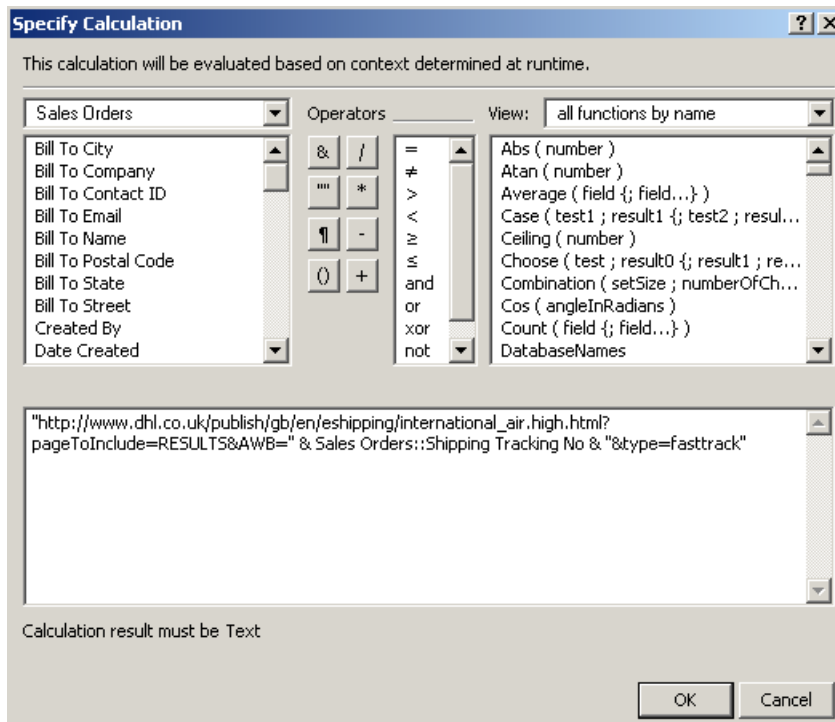 Specify Calculation
This calculation will be evaluated based on context determined at runtime.
Sales Orders
Operators
View:
all functions by name
Bill To City
Bill To Company
Bill To Contact ID
Bill To Email
Bill To Name
Bill To Postal Code
Bill To State
Bill To Street
Created By
Date Created
& /
"" *
¶ -
() +
=
≠
>
<
≥
≤
and
or
xor
not
Abs ( number )
Atan ( number )
Average ( field {; field...} )
Case ( test1 ; result1 {; test2 ; resul...
Ceiling ( number )
Choose ( test ; result0 {; result1 ; re...
Combination ( setSize ; numberOfCh...
Cos ( angleInRadians )
Count ( field {; field...} )
DatabaseNames
"http://www.dhl.co.uk/publish/gb/en/eshipping/international_air.high.html?
pageToInclude=RESULTS&AWB=" & Sales Orders::Shipping Tracking No & "&type=fasttrack"
Calculation result must be Text
OK
Cancel